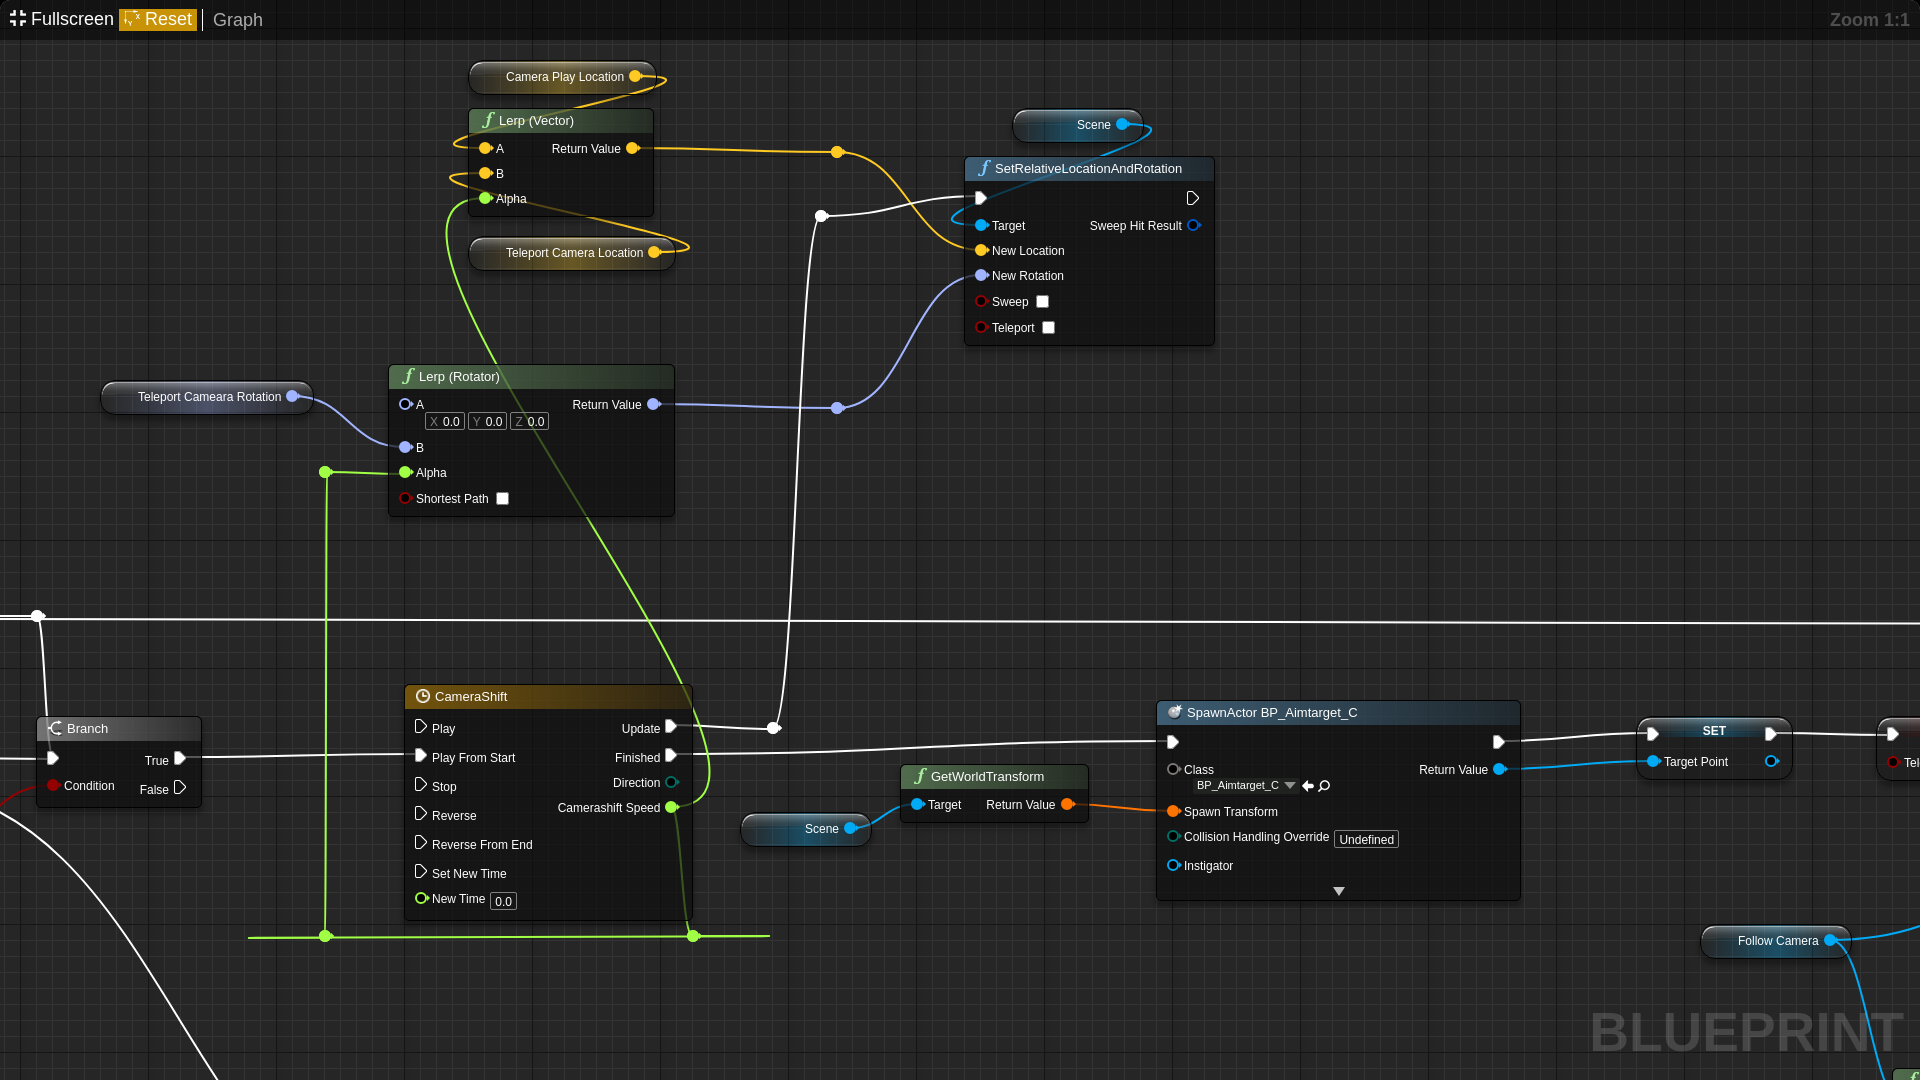 Fullscreen Reset Graph
Zoom 1:1
Camera Play Location
Lerp (Vector)
A Return Value
B
Alpha
Teleport Camera Location
Scene
SetRelativeLocationAndRotation
Target Sweep Hit Result
New Location
New Rotation
Sweep
Teleport
Teleport Cameara Rotation
Lerp (Rotator)
A Return Value
X 0.0 Y 0.0 Z 0.0
B
Alpha
Shortest Path
Branch
True
Condition
False
CameraShift
Play Update
Play From Start Finished
Stop Direction
Reverse Camerashift Speed
Reverse From End
Set New Time
New Time 0.0
Scene
GetWorldTransform
Target Return Value
SpawnActor BP_Aimtarget_C
Class Return Value
BP_Aimtarget_C
Spawn Transform
Collision Handling Override Undefined
Instigator
SET
Target Point
Tel
Follow Camera
BLUEPRINT